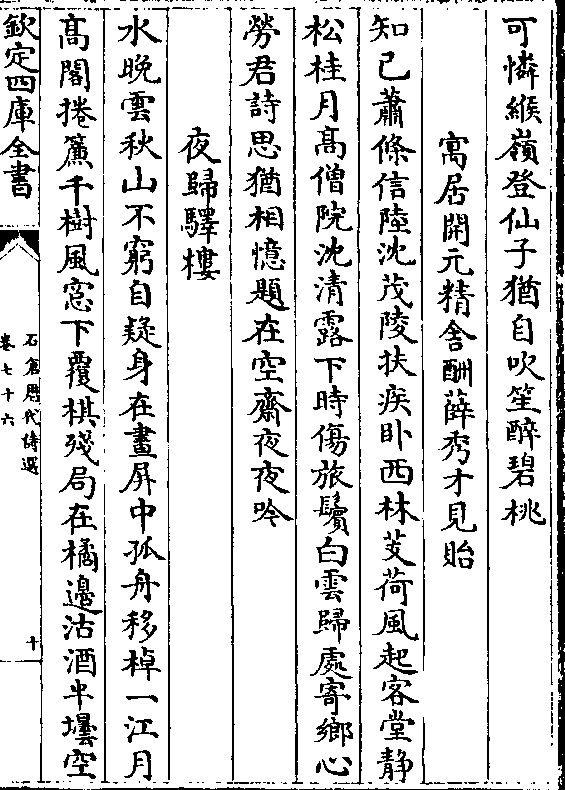 可憐緱嶺登仙子猶自吹笙醉碧桃
寓居開元精舍酬薛秀才見貽
知已蕭條信陸沈茂陵扶疾臥西林芰荷風起客堂静
松桂月高僧院沈清露下時傷旅鬢白雲歸處寄鄉心
勞君詩思猶相憶題在空齋夜夜吟
夜歸驛樓
水晚雲秋山不窮自疑身在畫屏中孤舟移棹一江月
高閣捲簾千樹風窓下覆棋殘局在橘邊沽酒半壜空
欽定四庫全書
石倉歷代詩選
卷七十六
十